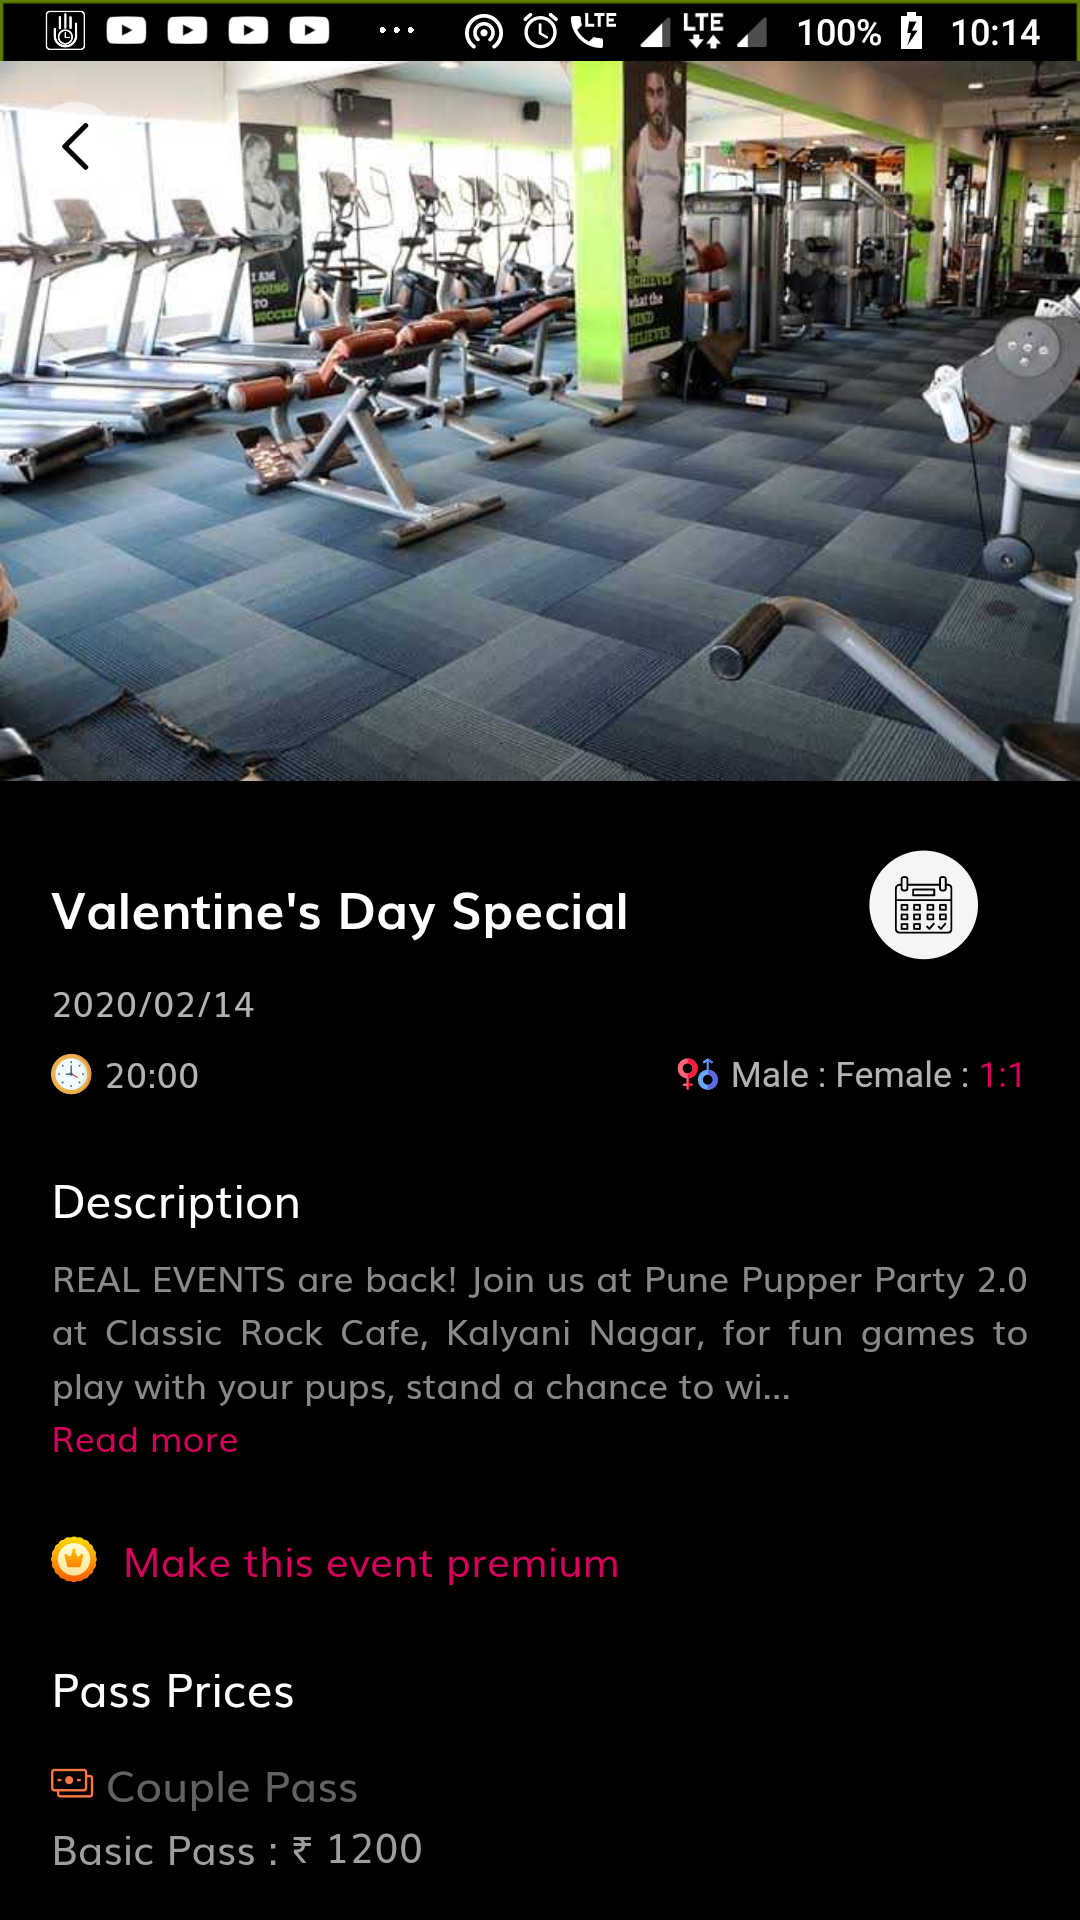 LTE LTE 100% 10:14
I AM
GOING
TO
SUCCEED
ACHIEVES
what the
MIND
BELIEVES
Valentine's Day Special
2020/02/14
20:00 Male : Female : 1:1
Description
REAL EVENTS are back! Join us at Pune Pupper Party 2.0
at Classic Rock Cafe, Kalyani Nagar, for fun games to
play with your pups, stand a chance to wi...
Read more
Make this event premium
Pass Prices
Couple Pass
Basic Pass : ₹ 1200